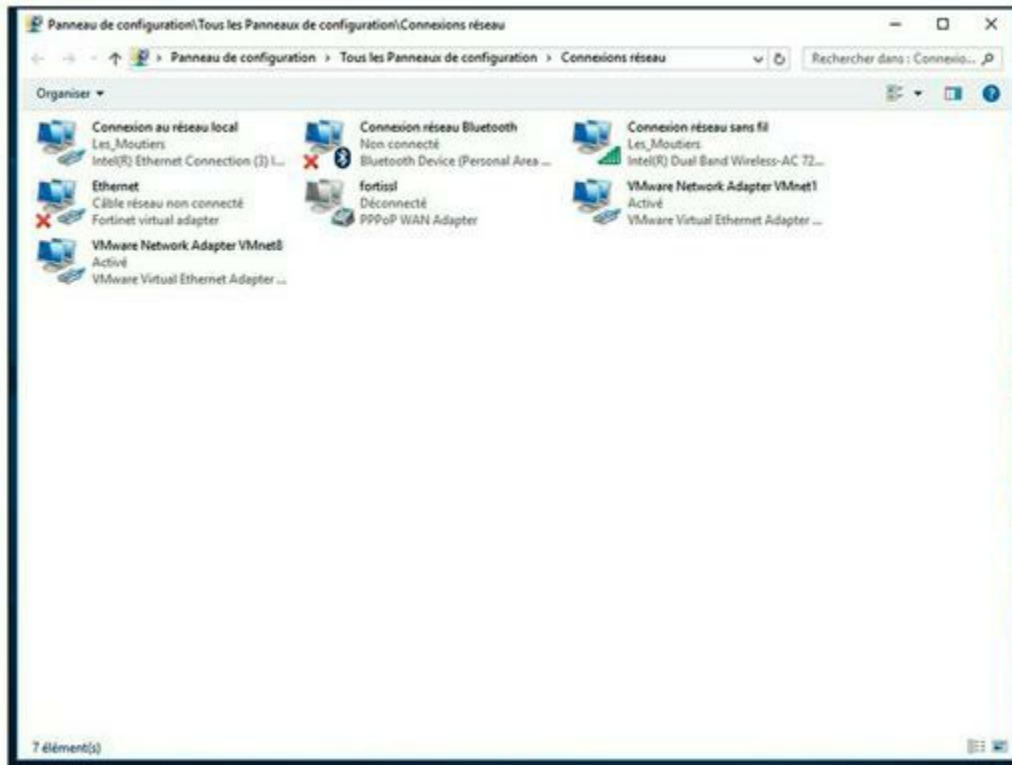 Panneau de configuration\Tous les Panneaux de configuration\Connexions réseau
Panneau de configuration > Tous les Panneaux de configuration > Connexions réseau
Rechercher dans : Connexio...
Organiser
Connexion au réseau local
Les_Moutiers
Intel(R) Ethernet Connection (3) I...
Connexion réseau Bluetooth
Non connecté
Bluetooth Device (Personal Area ...
Connexion réseau sans fil
Les_Moutiers
Intel(R) Dual Band Wireless-AC 72...
Ethernet
Câble réseau non connecté
Fortinet virtual adapter
fortissl
Déconnecté
PPPoP WAN Adapter
VMware Network Adapter VMnet1
Activé
VMware Virtual Ethernet Adapter ...
VMware Network Adapter VMnet8
Activé
VMware Virtual Ethernet Adapter ...
7 élément(s)